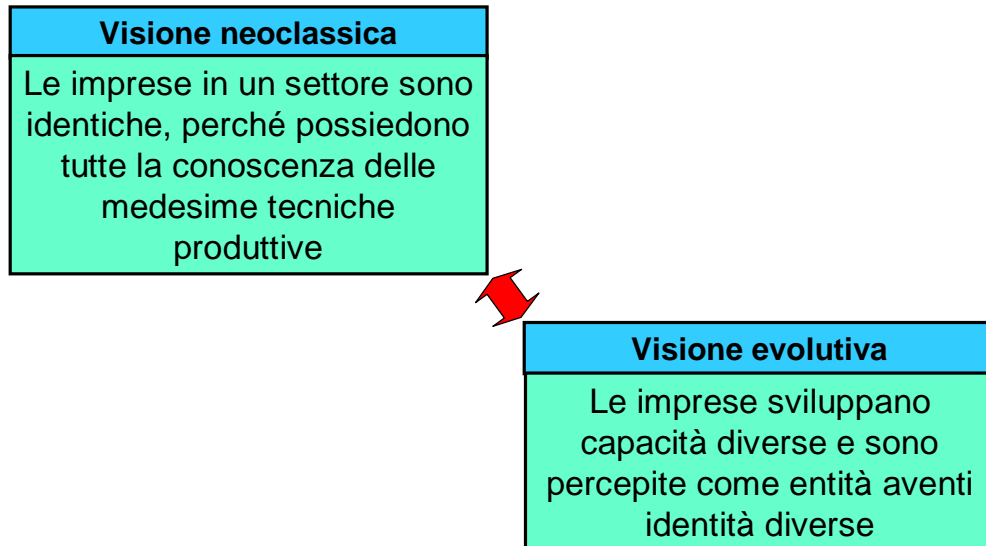 Visione neoclassica
Le imprese in un settore sono
identiche, perché possiedono
tutte la conoscenza delle
medesime tecniche
produttive
Visione evolutiva
Le imprese sviluppano
capacità diverse e sono
percepite come entità aventi
identità diverse